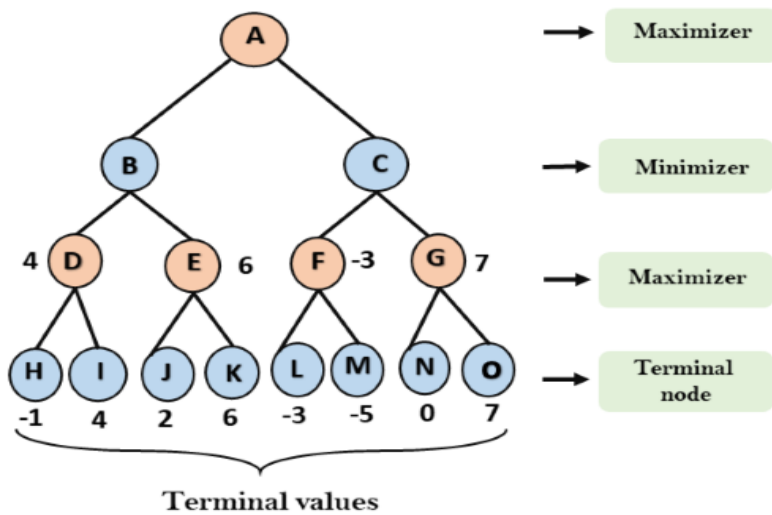 A
Maximizer
B
C
Minimizer
4
D
E
6
F
-3
G
7
Maximizer
H
I
J
K
L
M
N
O
Terminal
node
-1
4
2
6
-3
-5
0
7
Terminal values